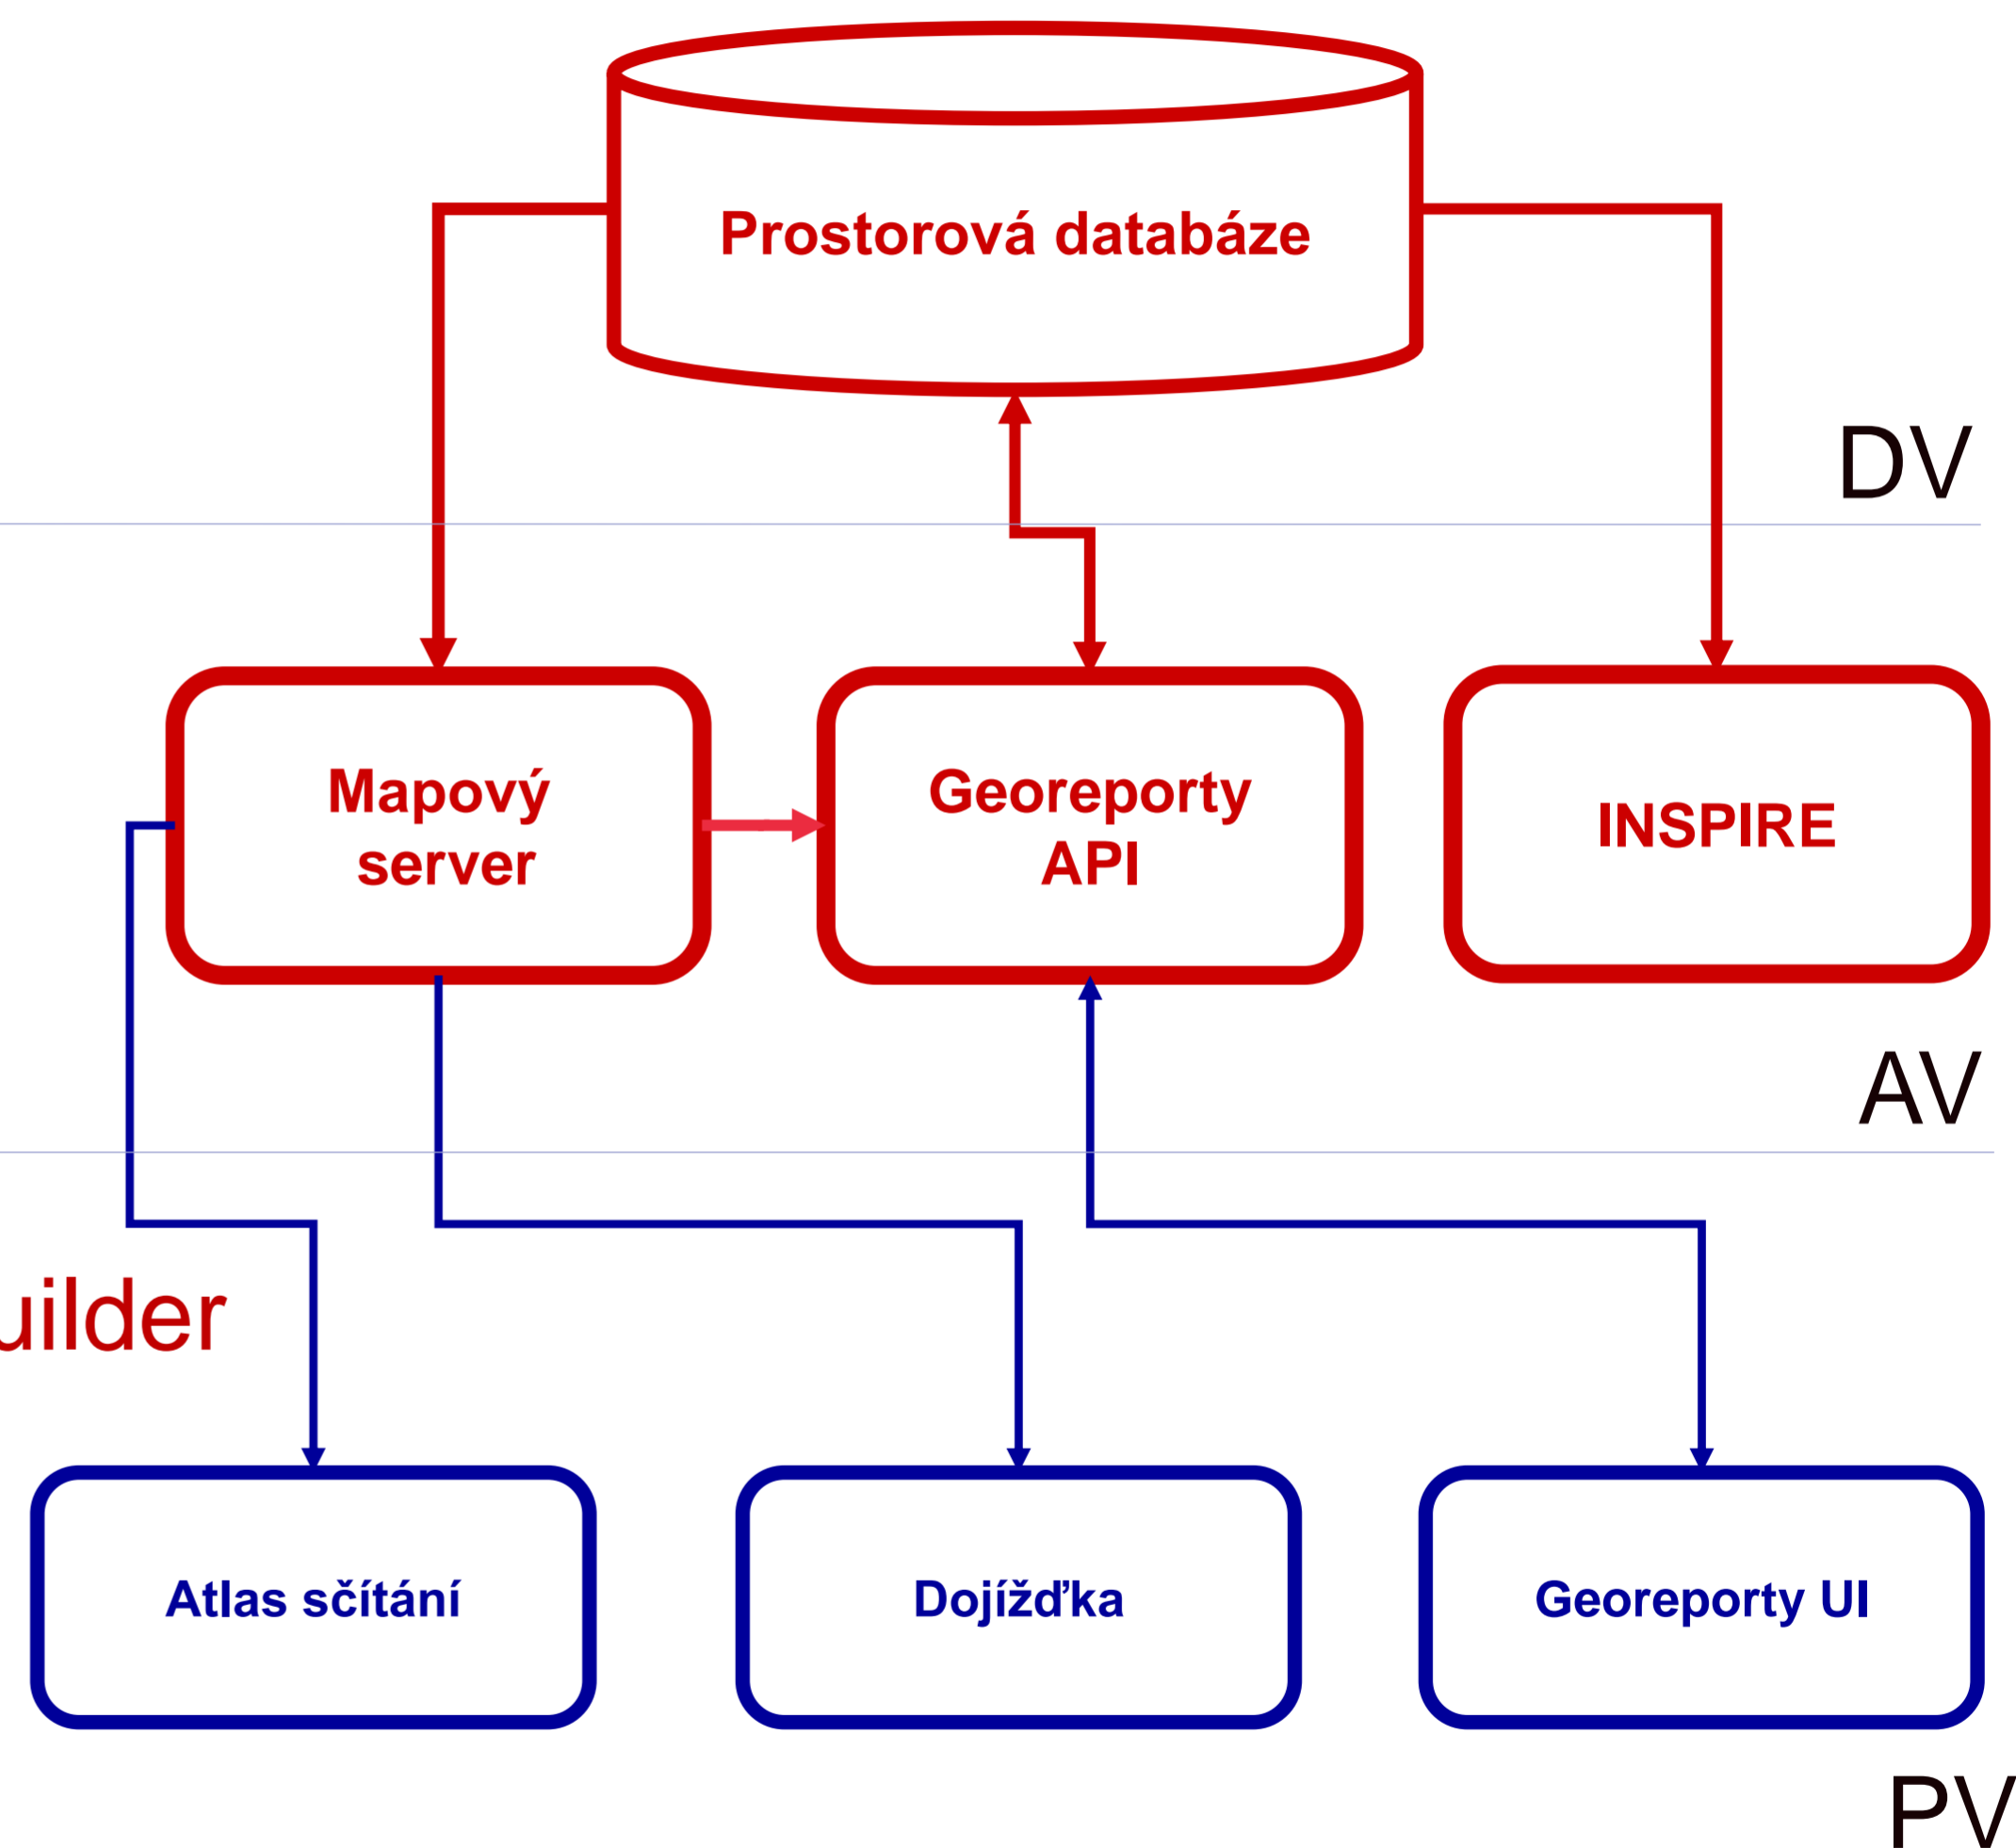 Prostorová databáze
DV
Mapový
server
Georeporty
API
INSPIRE
AV
uilder
Atlas sčítání
Dojížďka
Georeporty UI
PV